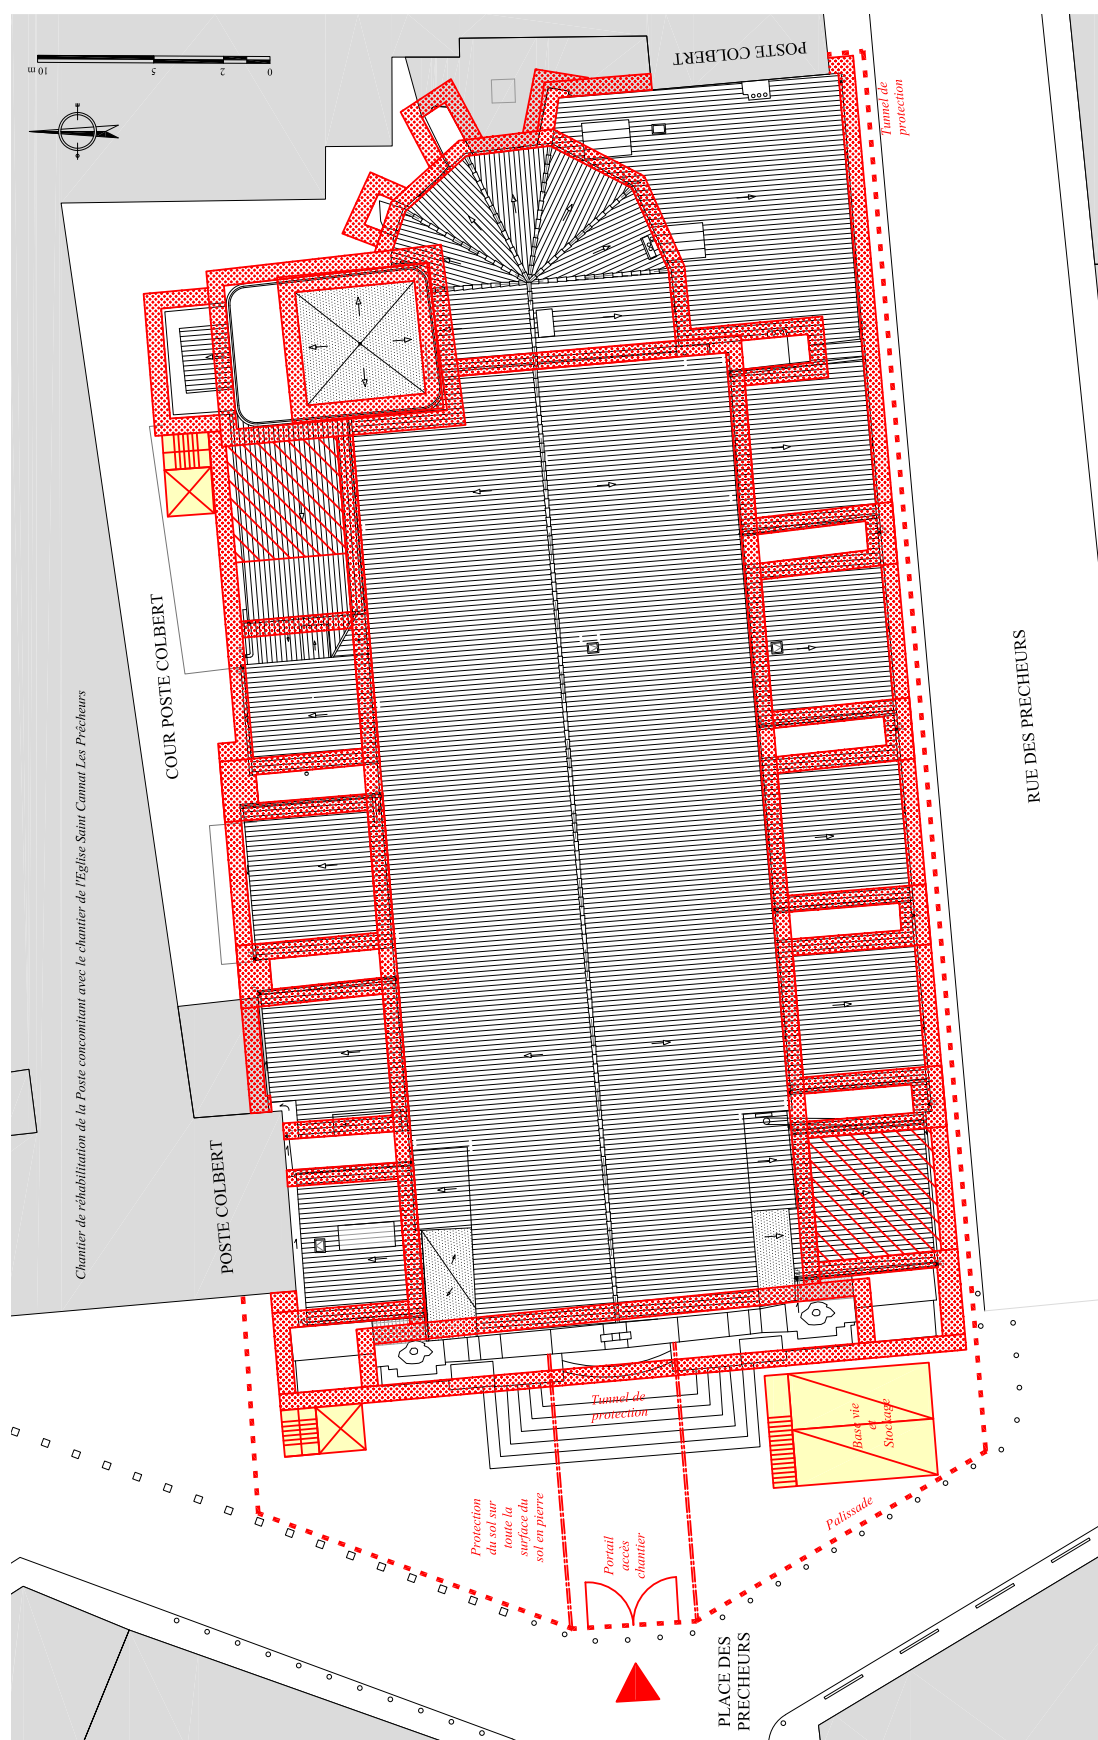 10 m
5
2
0
POSTE COLBERT
Tunnel de
protection
COUR POSTE COLBERT
Chantier de réhabilitation de la Poste concomitant avec le chantier de l'Eglise Saint Cannat Les Prêcheurs
RUE DES PRECHEURS
POSTE COLBERT
Tunnel de
protection
Base vie
et
Stockage
Protection
du sol sur
toute la
surface du
sol en pierre
Portail
accès
chantier
Palissade
PLACE DES
PRECHEURS